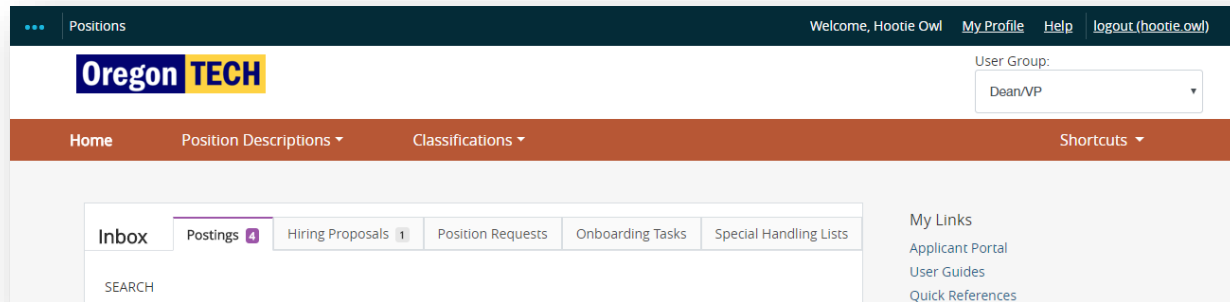 ••• Positions Welcome, Hootie Owl My Profile Help logout (hootie.owl)
Oregon TECH
User Group:
Dean/VP
Home Position Descriptions Classifications Shortcuts
Inbox Postings 4 Hiring Proposals 1 Position Requests Onboarding Tasks Special Handling Lists
SEARCH
My Links
Applicant Portal
User Guides
Quick References